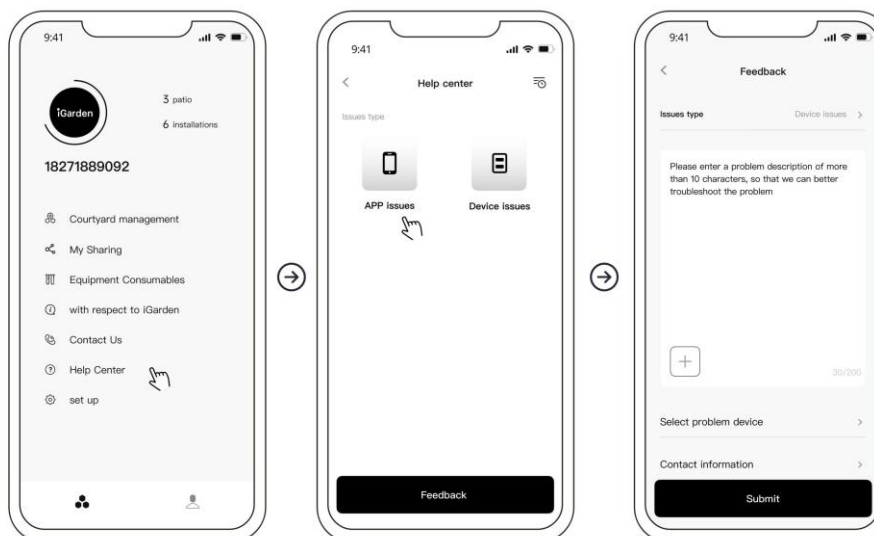 9:41
iGarden
3 patio
6 installations
18271889092
Courtyard management
My Sharing
Equipment Consumables
with respect to iGarden
Contact Us
Help Center
set up
9:41
Help center
Issues type
APP issues
Device issues
Feedback
9:41
Feedback
Issues type
Device issues
Please enter a problem description of more
than 10 characters, so that we can better
troubleshoot the problem
30/200
Select problem device
Contact information
Submit